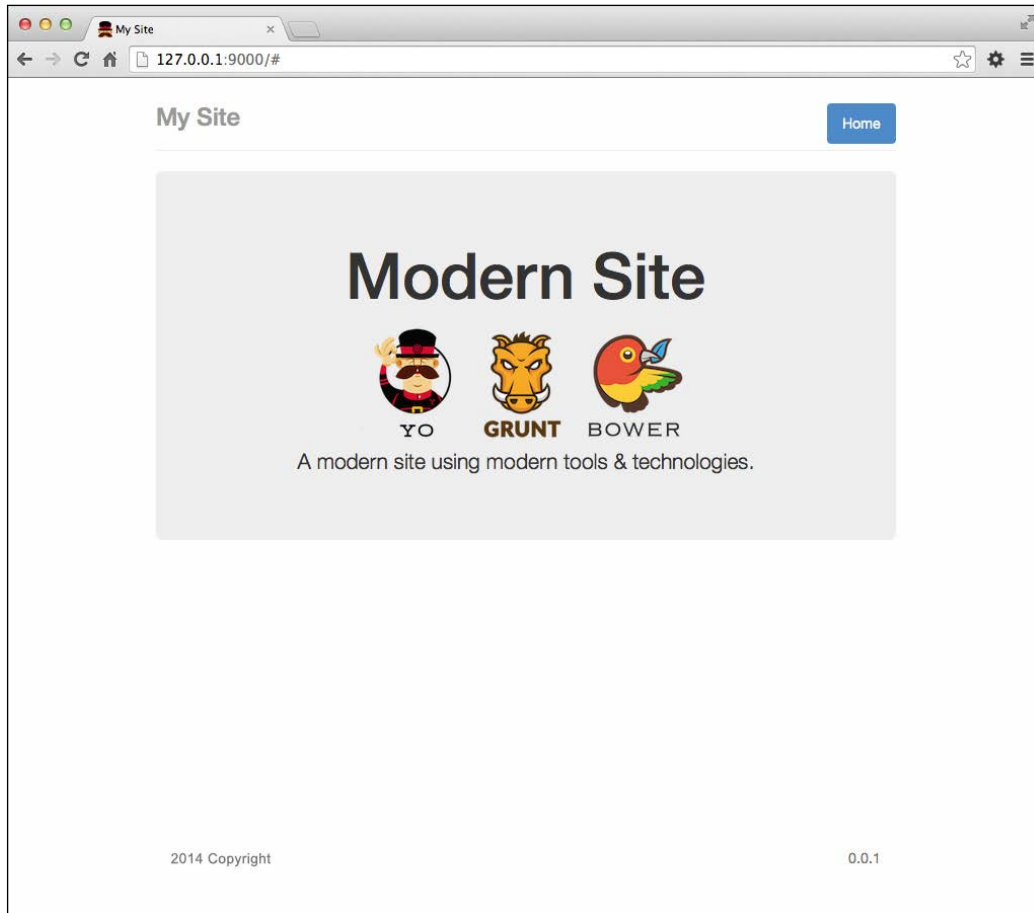 My Site
127.0.0.1:9000/#
My Site
Home
Modern Site
YO GRUNT BOWER
A modern site using modern tools & technologies.
2014 Copyright 0.0.1